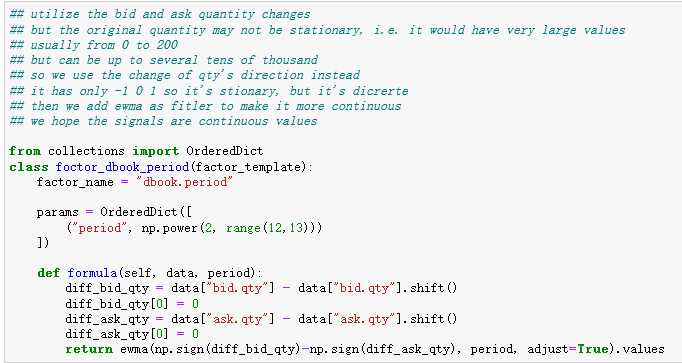 ## utilize the bid and ask quantity changes
## but the original quantity may not be stationary, i.e. it would have very large values
## usually from 0 to 200
## but can be up to several tens of thousand
## so we use the change of qty's direction instead
## it has only -1 0 1 so it's stionary, but it's dicrerte
## then we add ewma as fitler to make it more continuous
## we hope the signals are continuous values
from collections import OrderedDict
class foctor_dbook_period(factor_template):
factor_name = "dbook.period"
params = OrderedDict([
("period", np.power(2, range(12,13)))
])
def formula(self, data, period):
diff_bid_qty = data["bid.qty"] - data["bid.qty"].shift()
diff_bid_qty[0] = 0
diff_ask_qty = data["ask.qty"] - data["ask.qty"].shift()
diff_ask_qty[0] = 0
return ewma(np.sign(diff_bid_qty)-np.sign(diff_ask_qty), period, adjust=True).values